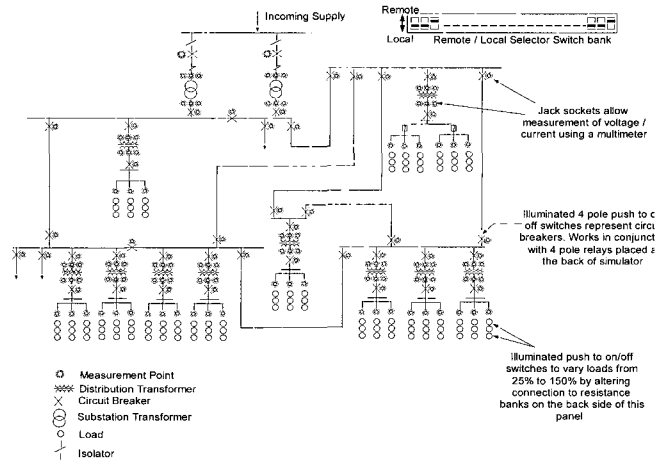 Incoming Supply
Remote
Local
Remote / Local Selector Switch bank
Jack sockets allow
measurement of voltage /
current using a multimeter
Illuminated 4 pole push to
off switches represent
breakers. Works in
with 4 pole relays placed
the back of simulator
Illuminated push to on/off
switches to vary loads from
25% to 150% by altering
connection to resistance
banks on the back side of this
panel
Measurement Point
Distribution Transformer
Circuit Breaker
Substation Transformer
Load
Isolator